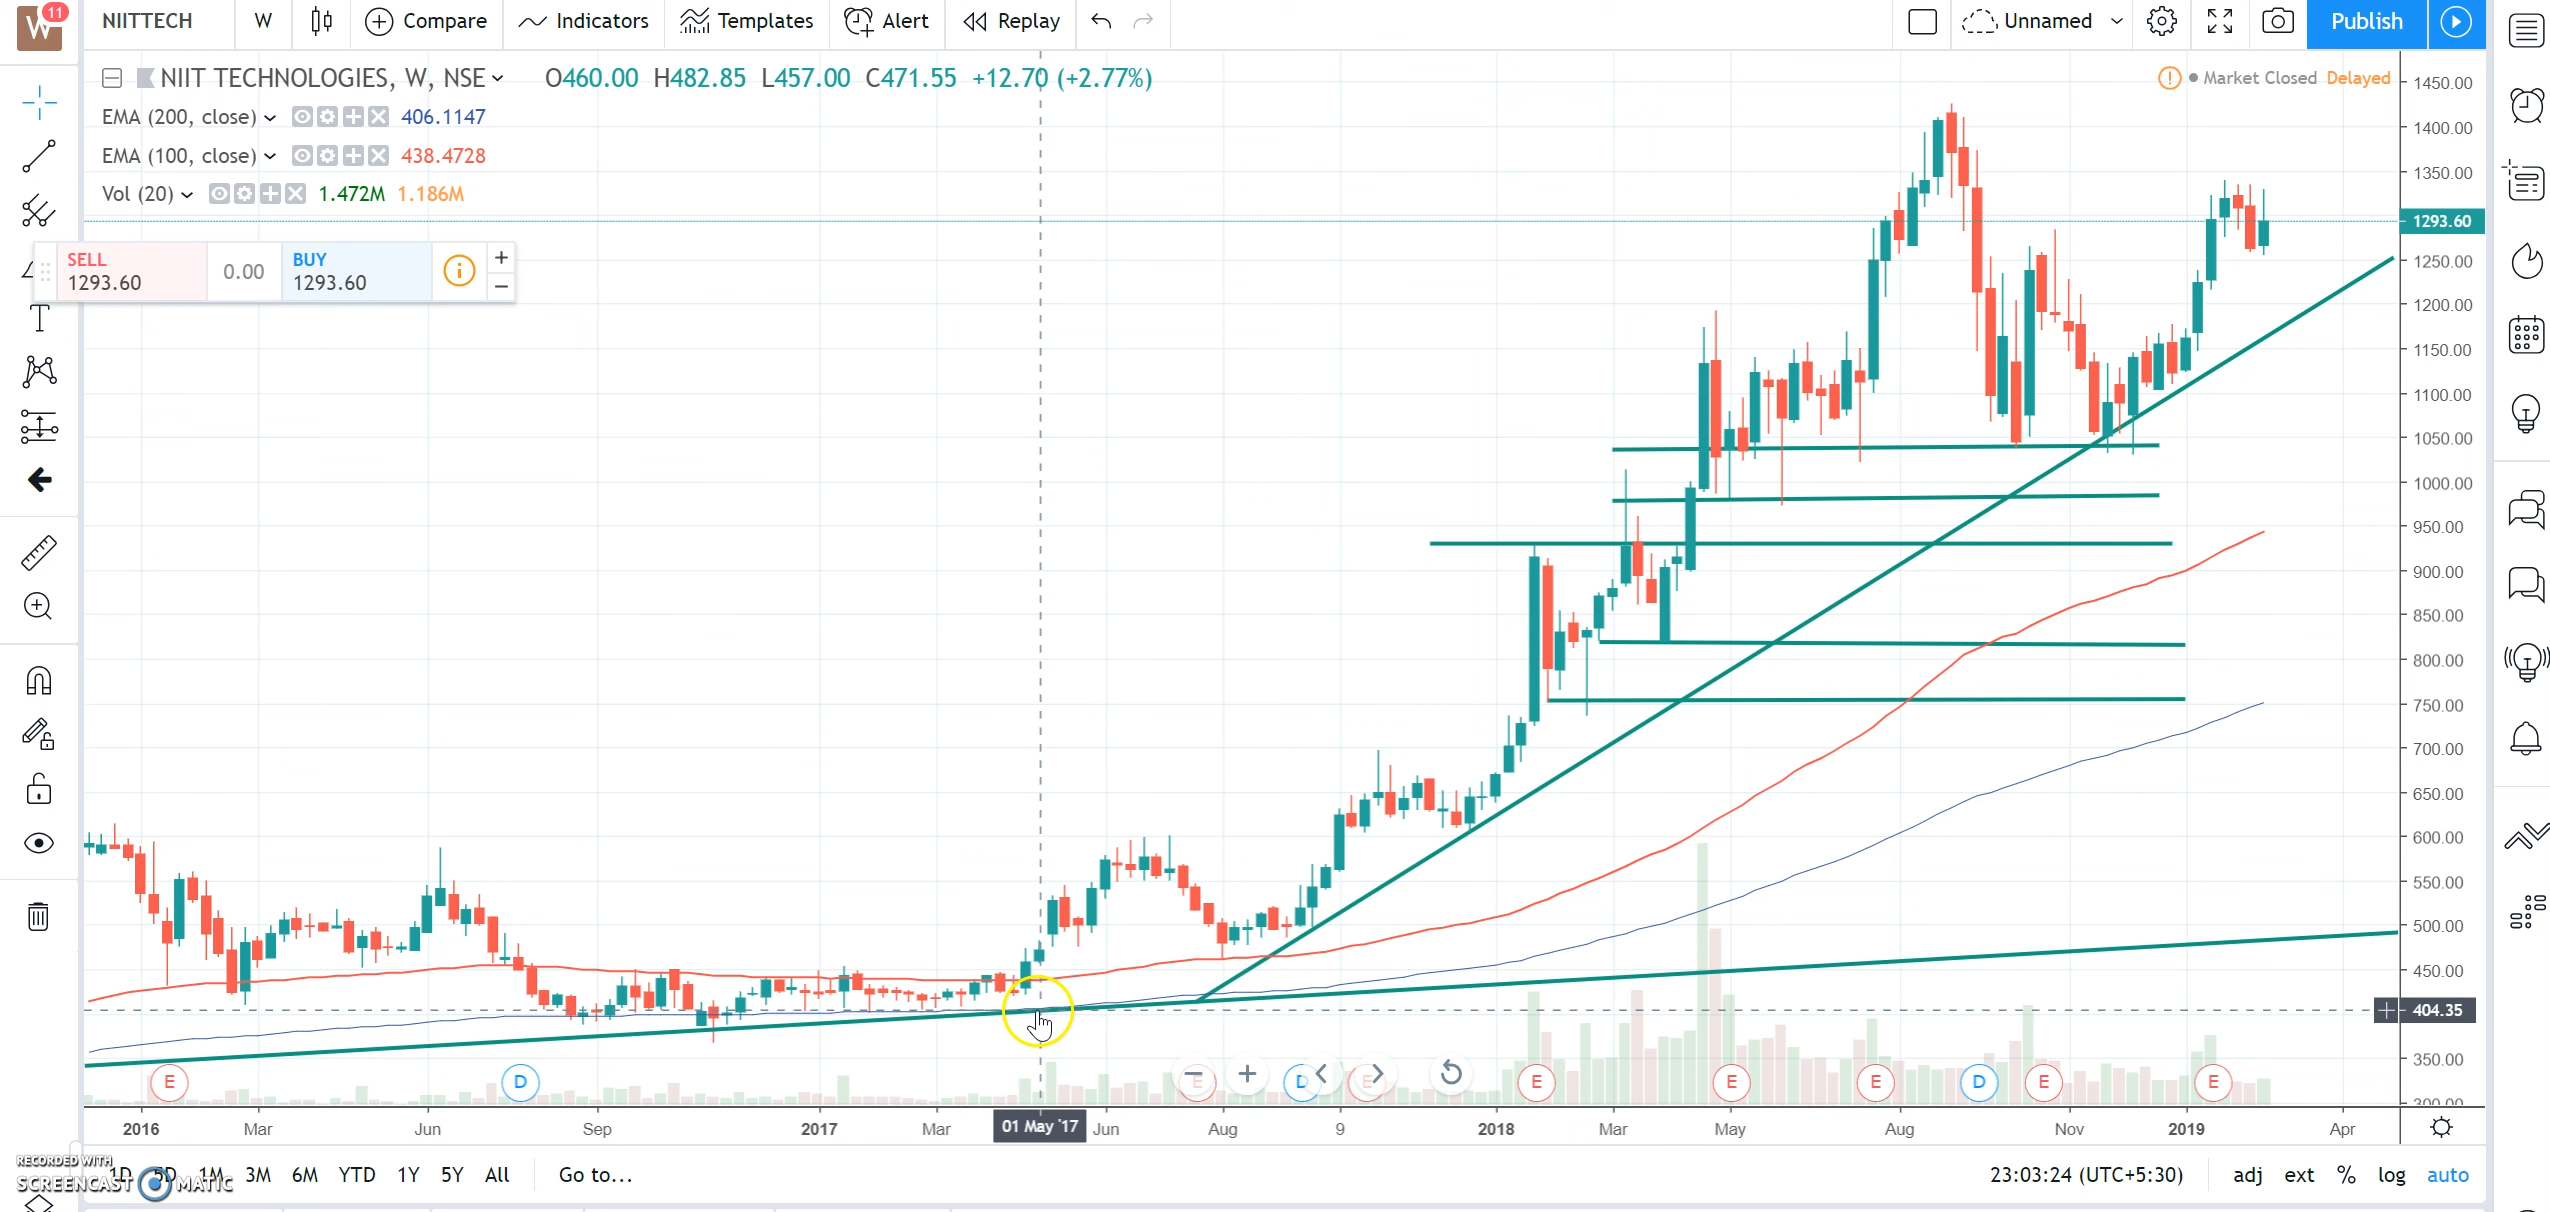 W 11 NIITTECH W Compare Indicators Templates Alert Replay Unnamed Publish
NIIT TECHNOLOGIES, W, NSE O460.00 H482.85 L457.00 C471.55 +12.70 (+2.77%)
! Market Closed Delayed
EMA (200, close) 406.1147
EMA (100, close) 438.4728
Vol (20) 1.472M 1.186M
SELL
1293.60
0.00
BUY
1293.60
T
1450.00
1400.00
1350.00
1293.60
1250.00
1200.00
1150.00
1100.00
1050.00
1000.00
950.00
900.00
850.00
800.00
750.00
700.00
650.00
600.00
550.00
500.00
450.00
404.35
350.00
300.00
E D E D E E E E D E E
2016 Mar Jun Sep 2017 Mar 01 May '17 Jun Aug 9 2018 Mar May Aug Nov 2019 Apr
1D 5D 1M 3M 6M YTD 1Y 5Y All Go to... 23:03:24 (UTC+5:30) adj ext % log auto
RECORDED WITH
SCREENCAST MATIC